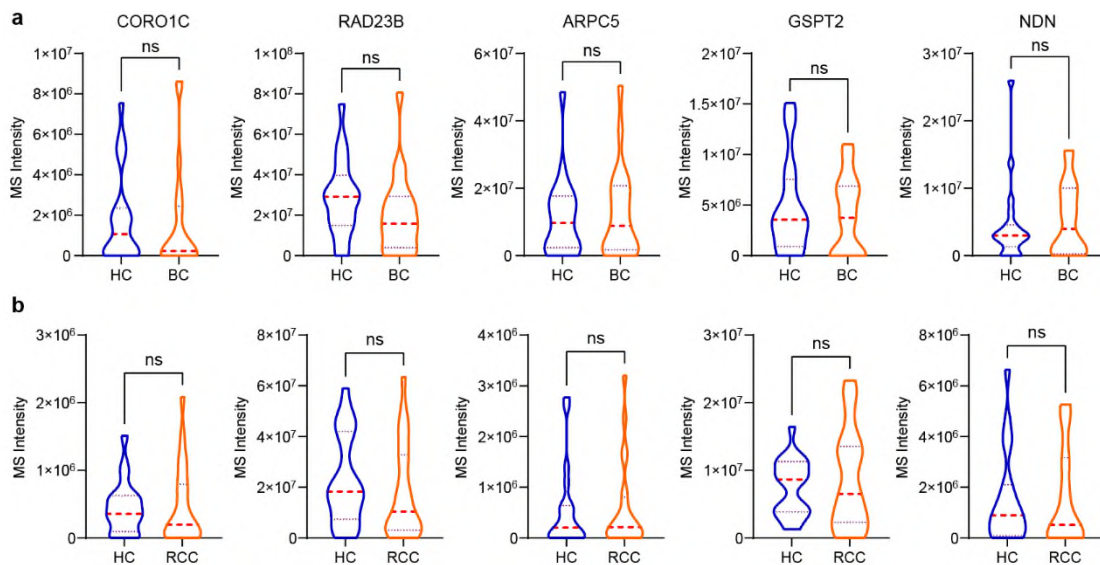 a
CORO1C RAD23B ARPC5 GSPT2 NDN
MS Intensity
1×10⁷
8×10⁶
6×10⁶
4×10⁶
2×10⁶
0
ns
HC BC
MS Intensity
1×10⁸
8×10⁷
6×10⁷
4×10⁷
2×10⁷
0
ns
HC BC
MS Intensity
6×10⁷
4×10⁷
2×10⁷
0
ns
HC BC
MS Intensity
2×10⁷
1.5×10⁷
1×10⁷
5×10⁶
0
ns
HC BC
MS Intensity
3×10⁷
2×10⁷
1×10⁷
0
ns
HC BC
b
MS Intensity
3×10⁶
2×10⁶
1×10⁶
0
ns
HC RCC
MS Intensity
8×10⁷
6×10⁷
4×10⁷
2×10⁷
0
ns
HC RCC
MS Intensity
4×10⁶
3×10⁶
2×10⁶
1×10⁶
0
ns
HC RCC
MS Intensity
3×10⁷
2×10⁷
1×10⁷
0
ns
HC RCC
MS Intensity
8×10⁶
6×10⁶
4×10⁶
2×10⁶
0
ns
HC RCC